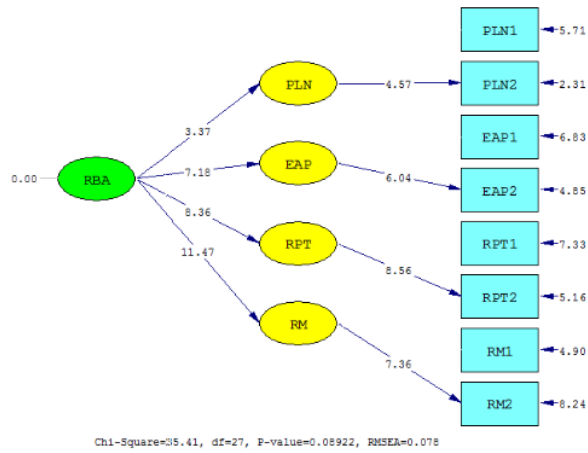 PLN1
5.71
PLN
4.57
PLN2
2.31
3.37
EAP1
6.83
0.00
RBA
7.18
EAP
6.04
EAP2
4.85
8.36
RPT
8.56
RPT1
7.33
11.47
RPT2
5.16
RM
7.36
RM1
4.90
RM2
8.24
Chi-Square=35.41, df=27, P-value=0.08922, RMSEA=0.078